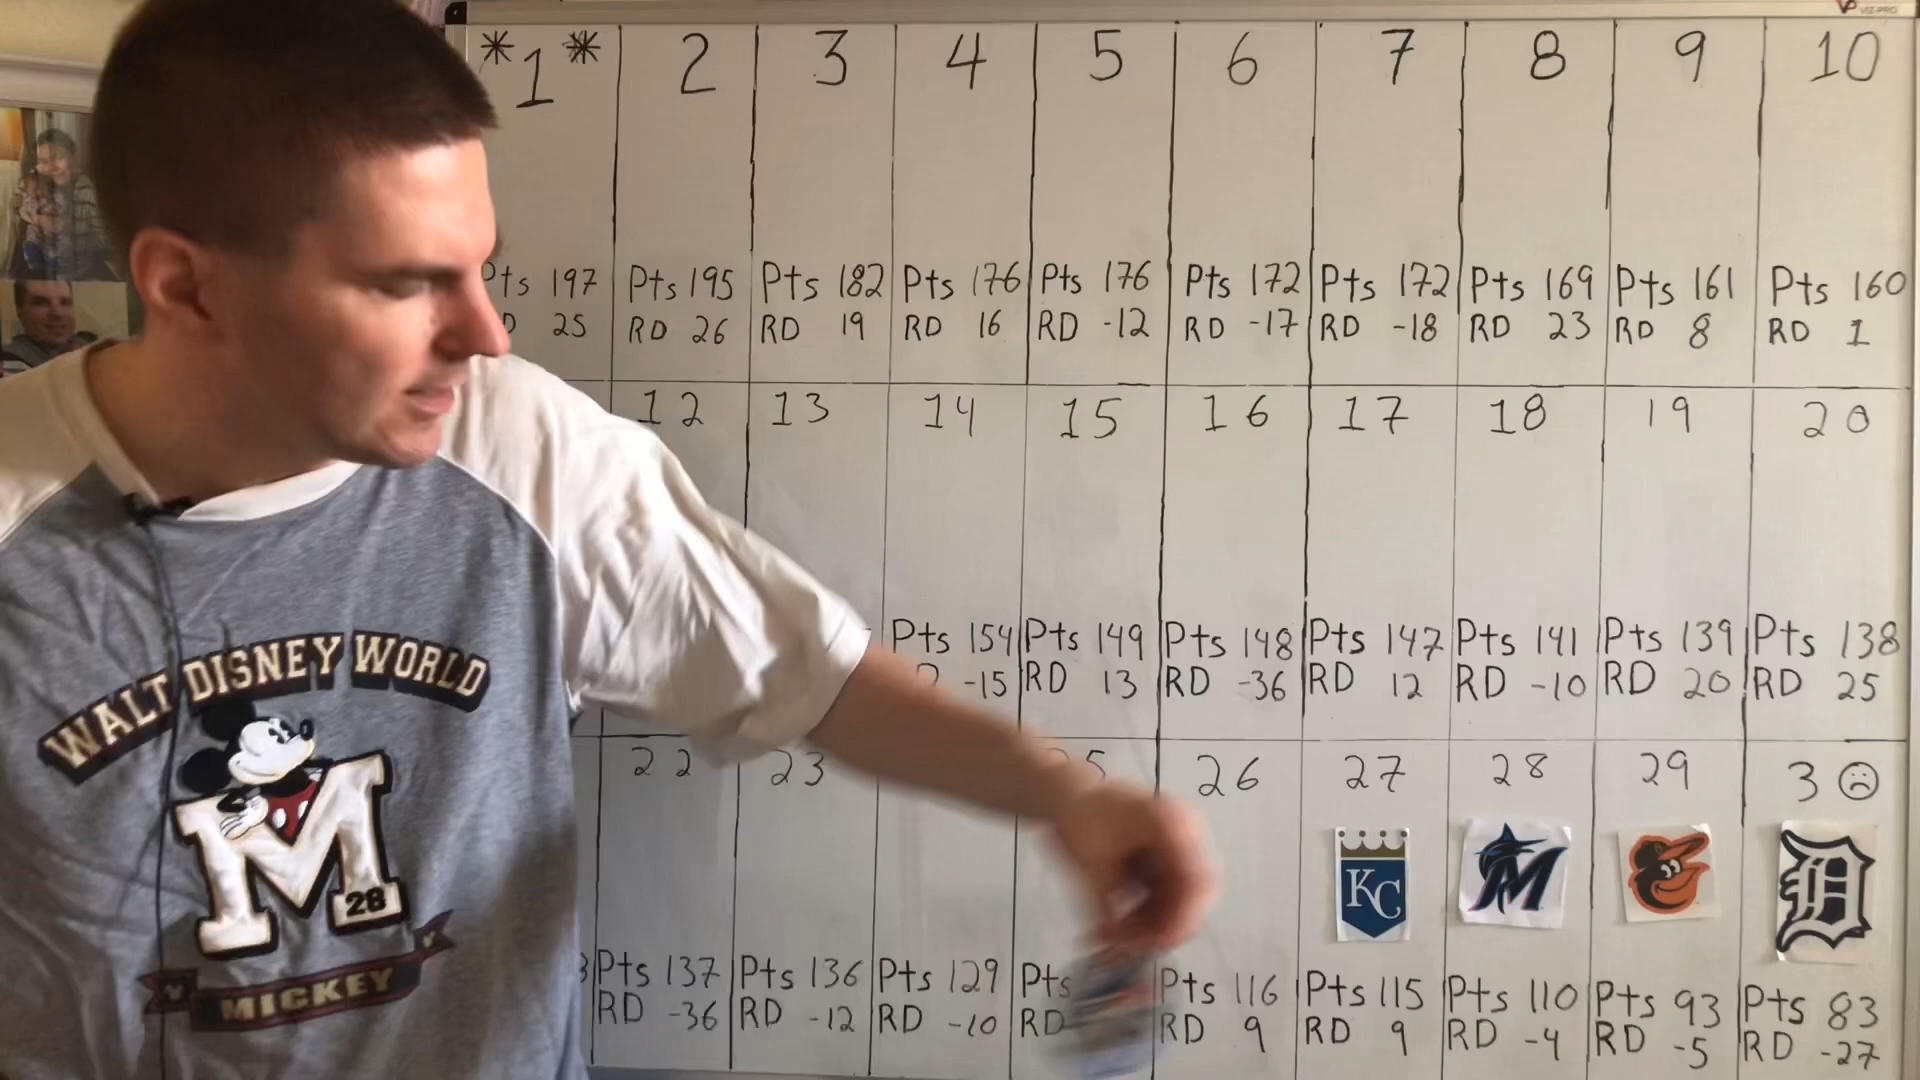 VIZ-PRO
*1* 2 3 4 5 6 7 8 9 10
Pts 197 Pts 195 Pts 182 Pts 176 Pts 176 Pts 172 Pts 172 Pts 169 Pts 161 Pts 160
25 RD 26 RD 19 RD 16 RD -12 RD -17 RD -18 RD 23 RD 8 RD 1
12 13 14 15 16 17 18 19 20
Pts 154 Pts 149 Pts 148 Pts 147 Pts 141 Pts 139 Pts 138
-15 RD 13 RD -36 RD 12 RD -10 RD 20 RD 25
22 23 26 27 28 29 3
KC M D
Pts 137 Pts 136 Pts 129 Pts Pts 116 Pts 115 Pts 110 Pts 93 Pts 83
RD -36 RD -12 RD -10 RD RD 9 RD 9 RD -4 RD -5 RD -27
WALT DISNEY WORLD
M
28
MICKEY